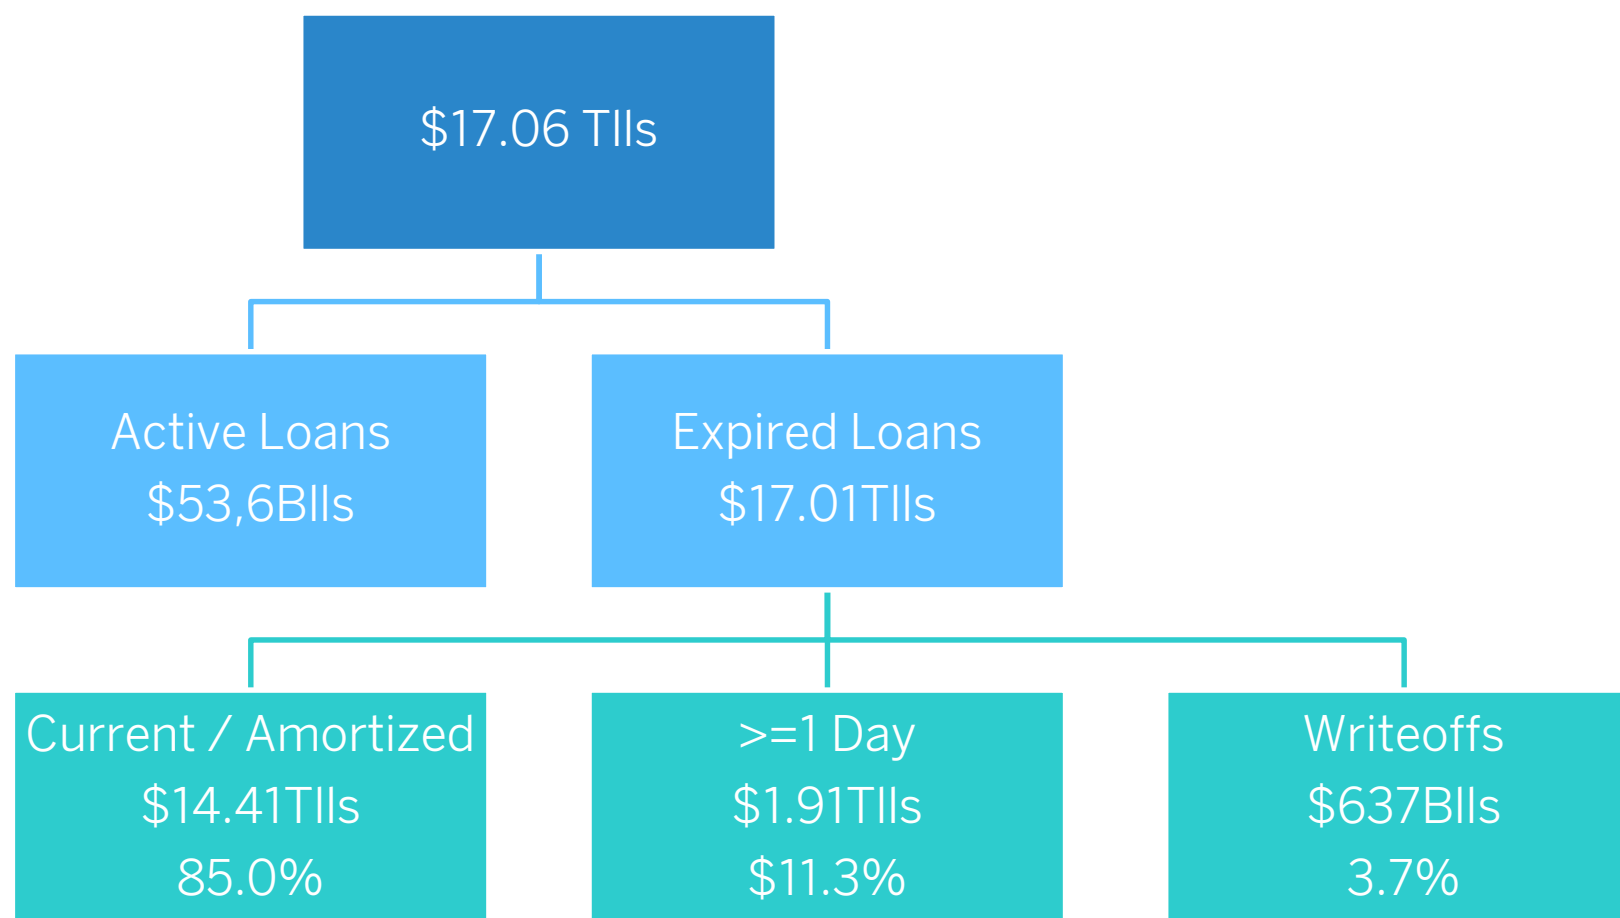 $17.06 Tlls
Active Loans
$53,6Blls
Expired Loans
$17.01Tlls
Current / Amortized
$14.41Tlls
85.0%
>=1 Day
$1.91Tlls
$11.3%
Writeoffs
$637Blls
3.7%